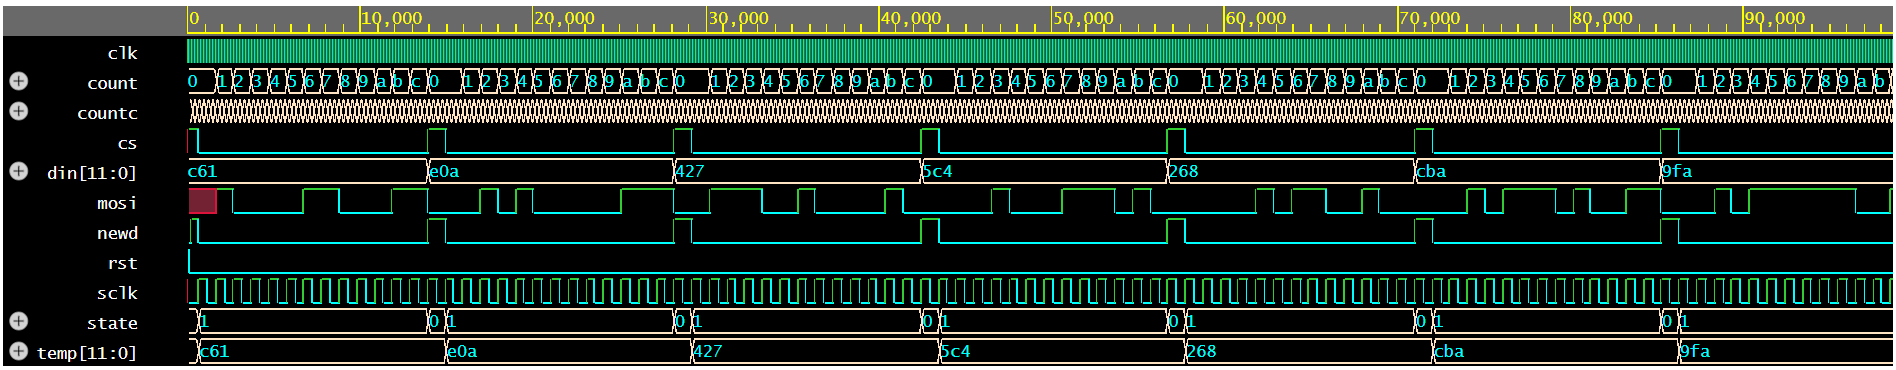 0 10,000 20,000 30,000 40,000 50,000 60,000 70,000 80,000 90,000
clk
count 0 1 2 3 4 5 6 7 8 9 a b c 0 1 2 3 4 5 6 7 8 9 a b c 0 1 2 3 4 5 6 7 8 9 a b c 0 1 2 3 4 5 6 7 8 9 a b c 0 1 2 3 4 5 6 7 8 9 a b c 0 1 2 3 4 5 6 7 8 9 a b c 0 1 2 3 4 5 6 7 8 9 a b
countc
cs
din[11:0] c61 e0a 427 5c4 268 cba 9fa
mosi
newd
rst
sclk
state 1 0 1 0 1 0 1 0 1 0 1 0 1
temp[11:0] c61 e0a 427 5c4 268 cba 9fa